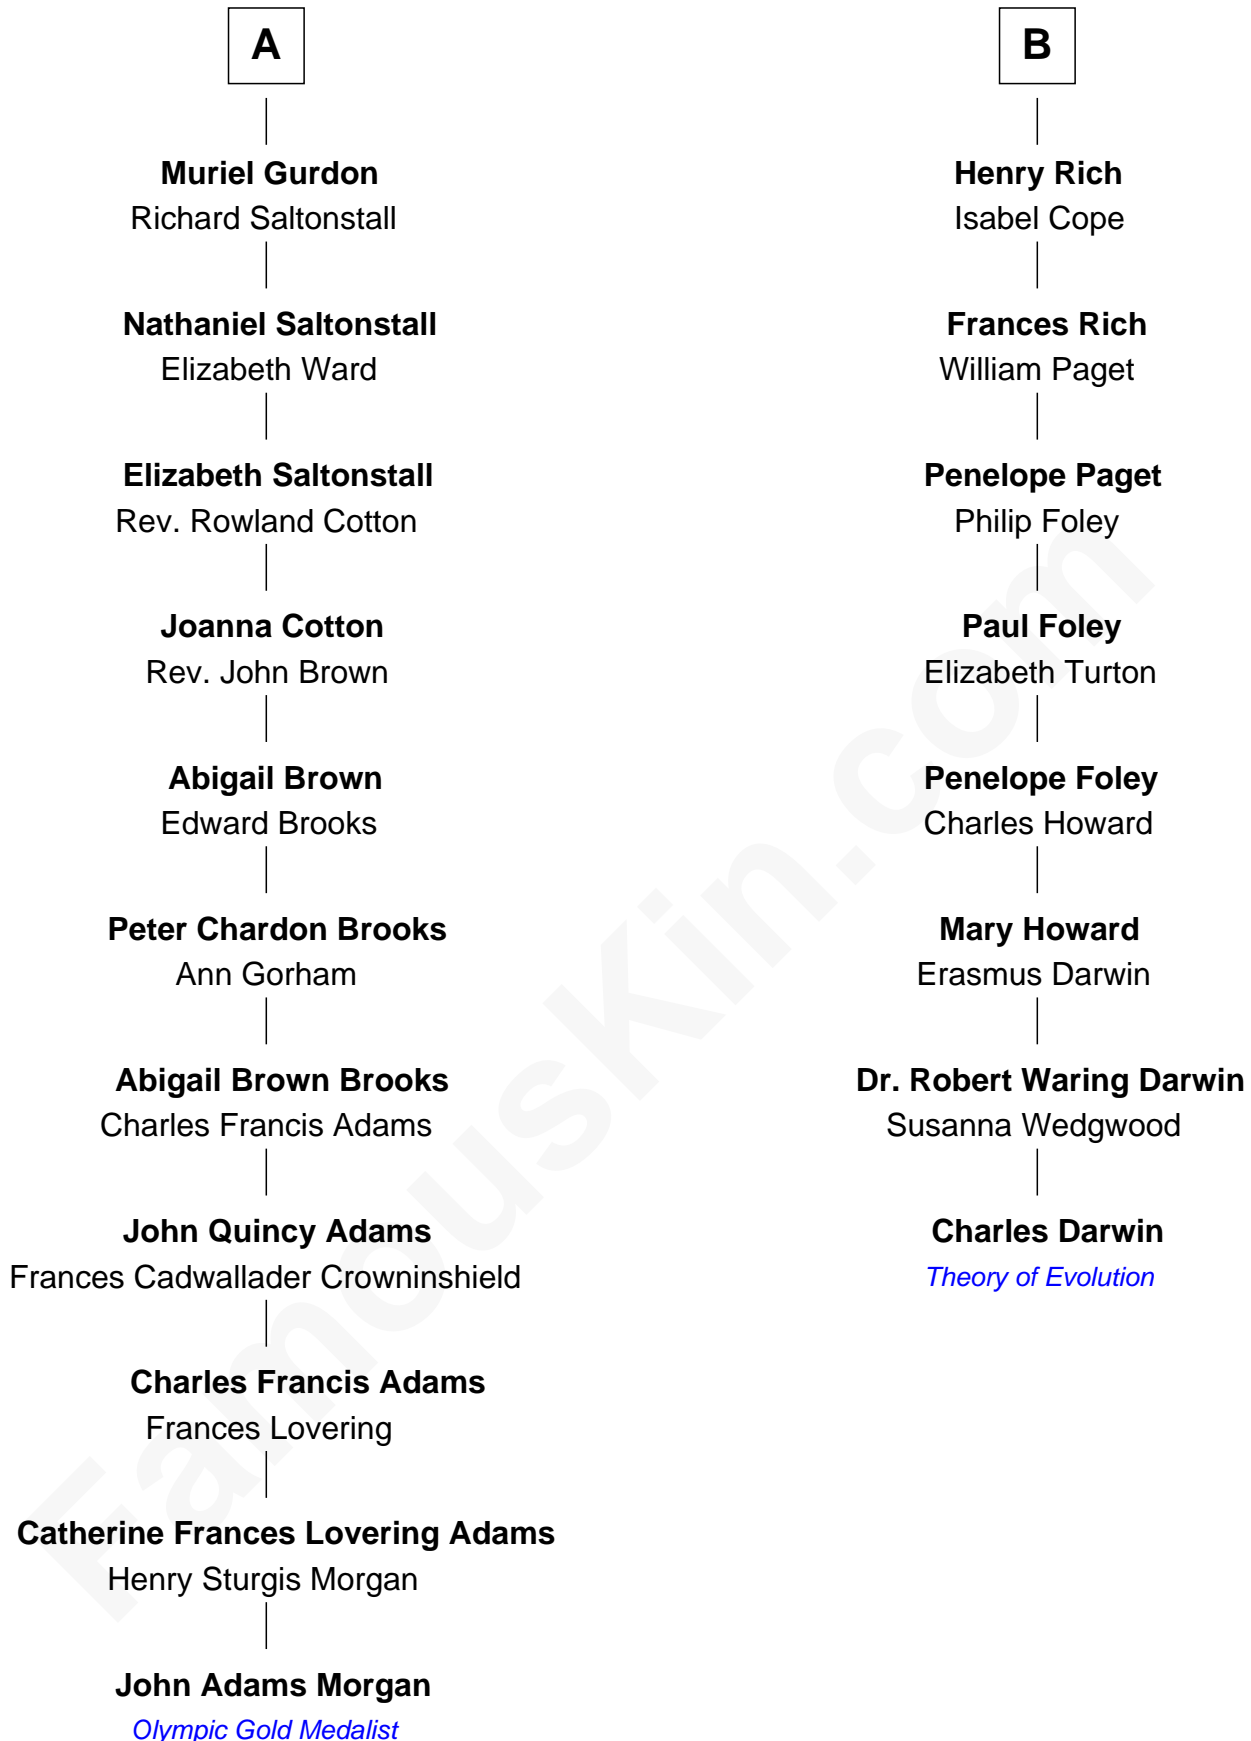 A
Muriel Gurdon
Richard Saltonstall
Nathaniel Saltonstall
Elizabeth Ward
Elizabeth Saltonstall
Rev. Rowland Cotton
Joanna Cotton
Rev. John Brown
Abigail Brown
Edward Brooks
Peter Chardon Brooks
Ann Gorham
Abigail Brown Brooks
Charles Francis Adams
John Quincy Adams
Frances Cadwallader Crowninshield
Charles Francis Adams
Frances Lovering
Catherine Frances Lovering Adams
Henry Sturgis Morgan
John Adams Morgan
Olympic Gold Medalist
B
Henry Rich
Isabel Cope
Frances Rich
William Paget
Penelope Paget
Philip Foley
Paul Foley
Elizabeth Turton
Penelope Foley
Charles Howard
Mary Howard
Erasmus Darwin
Dr. Robert Waring Darwin
Susanna Wedgwood
Charles Darwin
Theory of Evolution
FamousKin.com